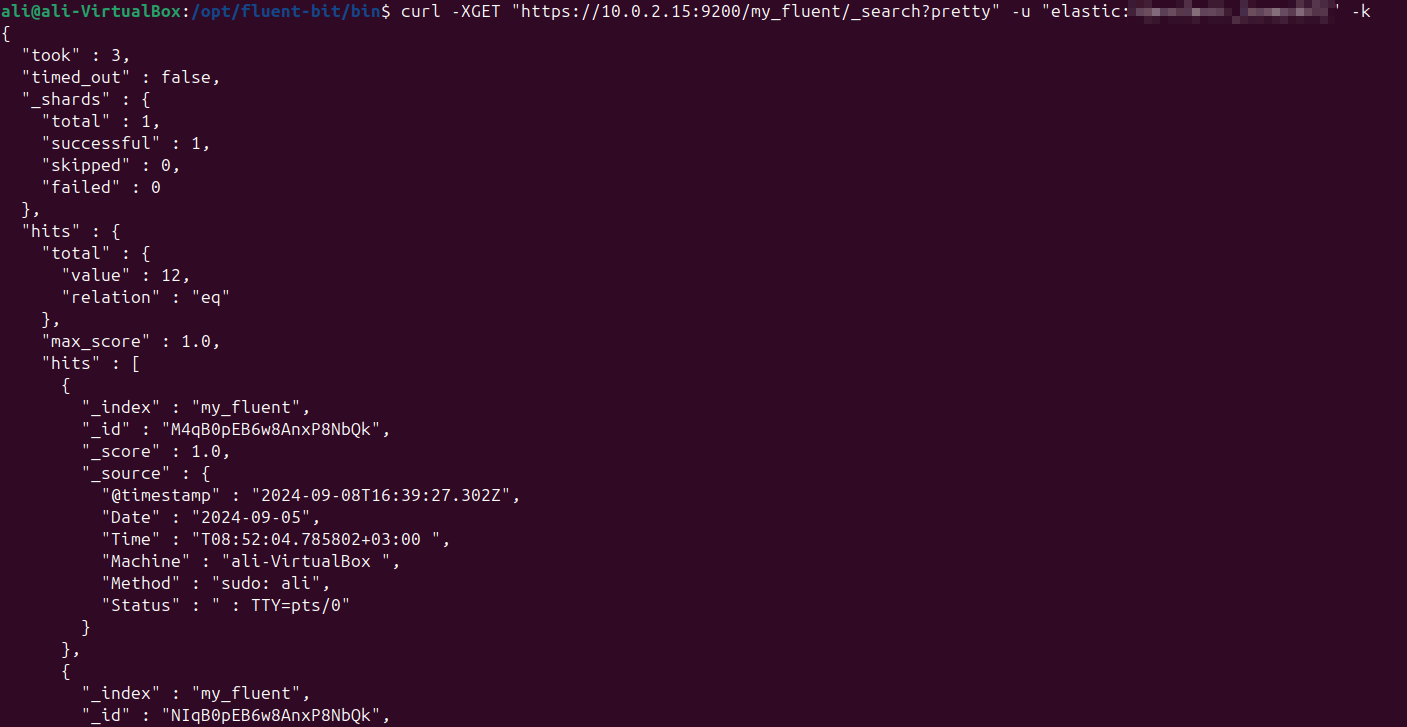 ali@ali-VirtualBox:/opt/fluent-bit/bin$ curl -XGET "https://10.0.2.15:9200/my_fluent/_search?pretty" -u "elastic: ' -k
{
  "took" : 3,
  "timed_out" : false,
  "_shards" : {
    "total" : 1,
    "successful" : 1,
    "skipped" : 0,
    "failed" : 0
  },
  "hits" : {
    "total" : {
      "value" : 12,
      "relation" : "eq"
    },
    "max_score" : 1.0,
    "hits" : [
      {
        "_index" : "my_fluent",
        "_id" : "M4qB0pEB6w8AnxP8NbQk",
        "_score" : 1.0,
        "_source" : {
          "@timestamp" : "2024-09-08T16:39:27.302Z",
          "Date" : "2024-09-05",
          "Time" : "T08:52:04.785802+03:00 ",
          "Machine" : "ali-VirtualBox ",
          "Method" : "sudo: ali",
          "Status" : " : TTY=pts/0"
        }
      },
      {
        "_index" : "my_fluent",
        "_id" : "NIqB0pEB6w8AnxP8NbQk",